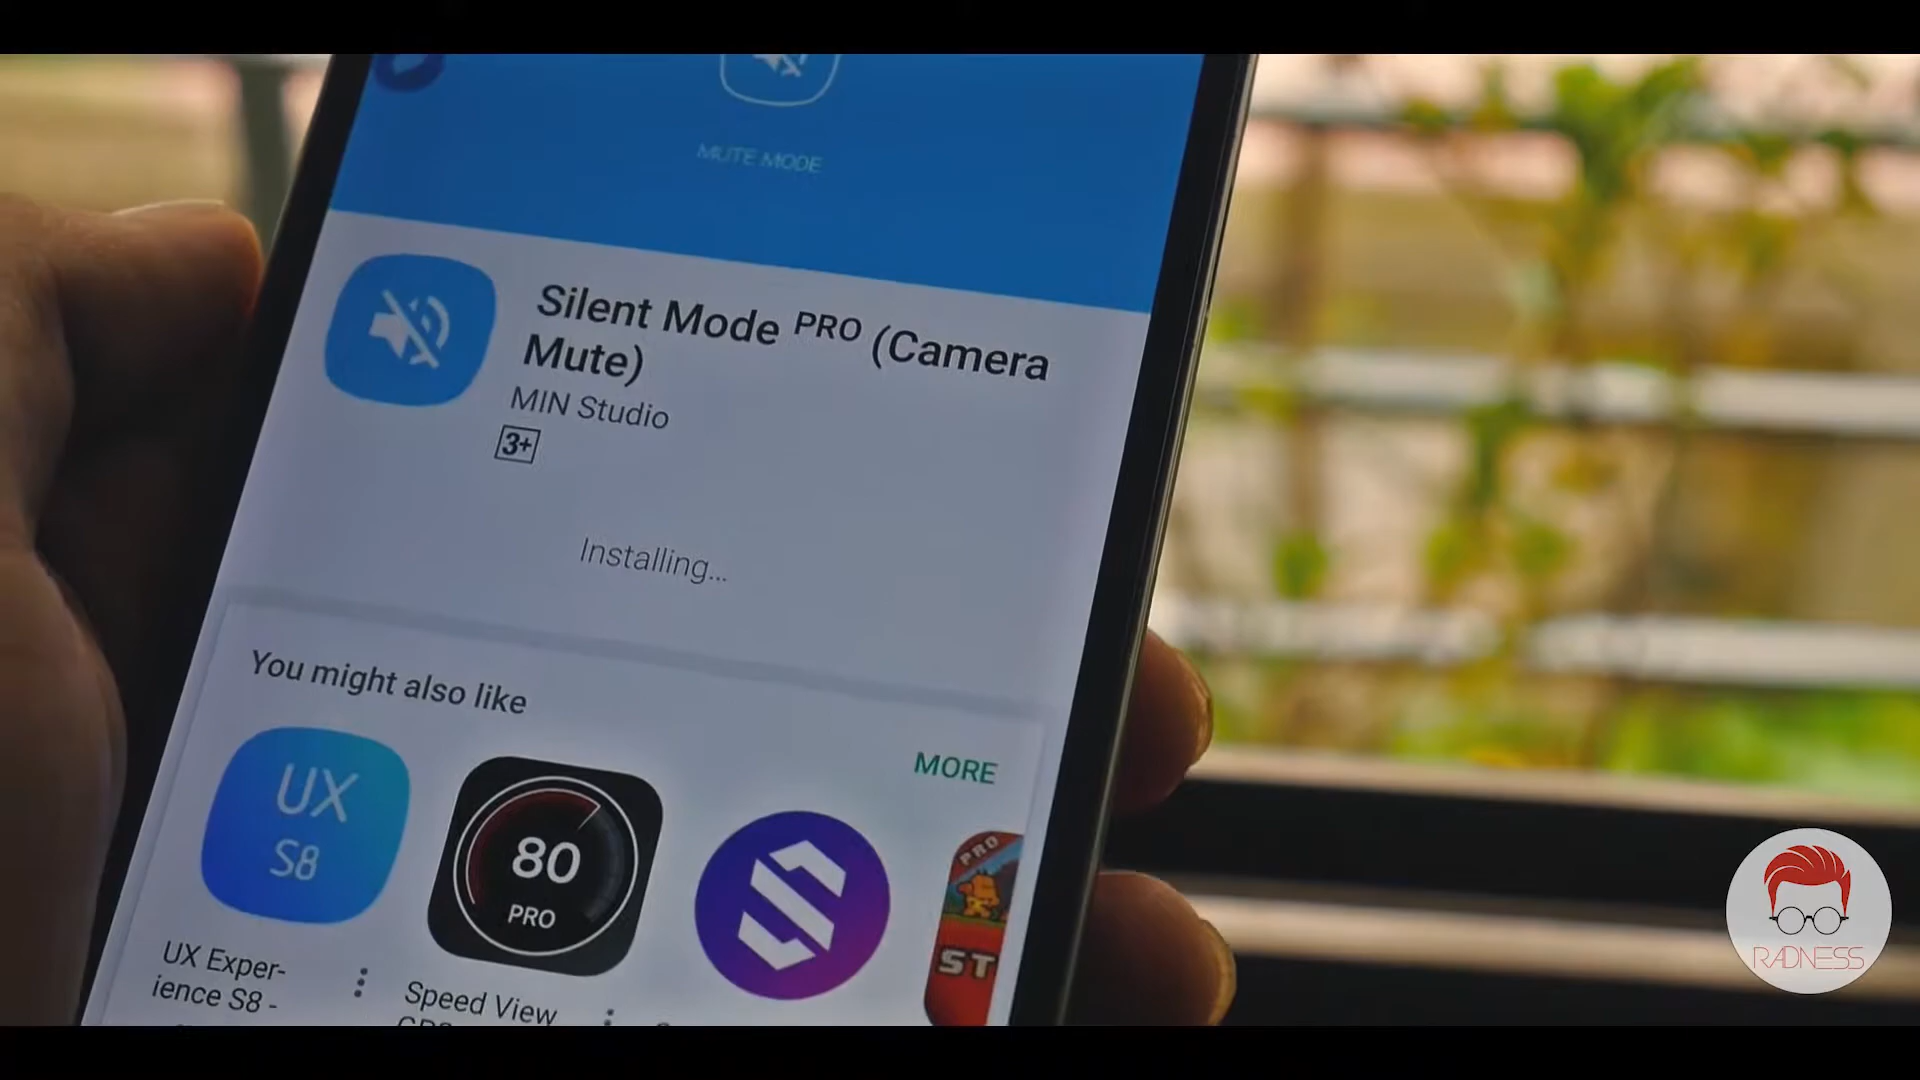 MUTE MODE
Silent Mode PRO (Camera
Mute)
MIN Studio
3+
Installing...
You might also like
MORE
UX
S8
80
PRO
PRO
ST
UX Exper-
ience S8 -
Speed View
RADNESS